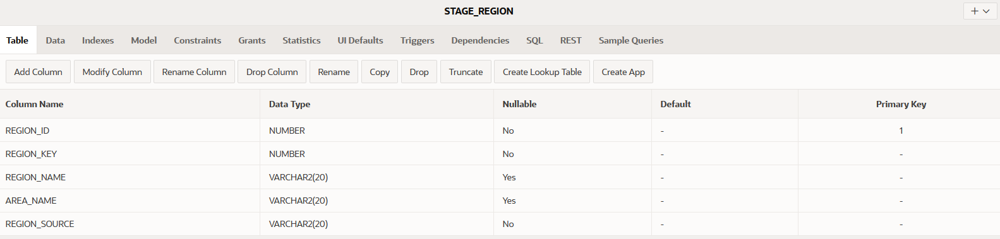 STAGE_REGION
Table Data Indexes Model Constraints Grants Statistics UI Defaults Triggers Dependencies SQL REST Sample Queries
Add Column Modify Column Rename Column Drop Column Rename Copy Drop Truncate Create Lookup Table Create App
Column Name Data Type Nullable Default Primary Key
REGION_ID NUMBER No - 1
REGION_KEY NUMBER No - -
REGION_NAME VARCHAR2(20) Yes - -
AREA_NAME VARCHAR2(20) Yes - -
REGION_SOURCE VARCHAR2(20) No - -